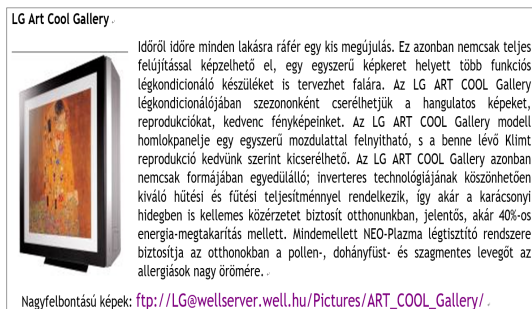 LG Art Cool Gallery
Időről időre minden lakásra ráfér egy kis megújulás. Ez azonban nemcsak teljes
felújítással képzelhető el, egy egyszerű képkeret helyett több funkciós
légkondicionáló készüléket is tervezhet falára. Az LG ART COOL Gallery
légkondicionálójában szezononként cserélhetjük a hangulatos képeket,
reprodukciókat, kedvenc fényképeinket. Az LG ART COOL Gallery modell
homlokpanelje egy egyszerű mozdulattal felnyitható, s a benne lévő Klimt
reprodukció kedvünk szerint kicserélhető. Az LG ART COOL Gallery azonban
nemcsak formájában egyedülálló; inverteres technológiájának köszönhetően
kiváló hűtési és fűtési teljesítménnyel rendelkezik, így akár a karácsonyi
hidegben is kellemes közérzetet biztosít otthonunkban, jelentős, akár 40%-os
energia-megtakarítás mellett. Mindemellett NEO-Plazma légtisztító rendszere
biztosítja az otthonokban a pollen-, dohányfüst- és szagmentes levegőt az
allergiások nagy örömére.
Nagyfelbontású képek: ftp://LG@wellserver.well.hu/Pictures/ART_COOL_Gallery/